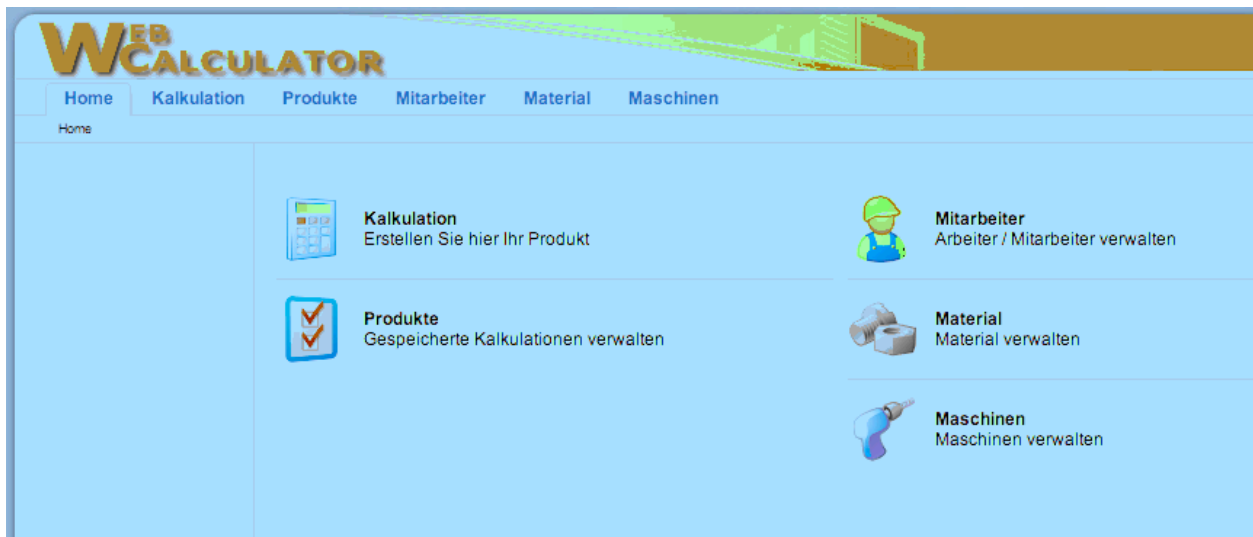 WEB CALCULATOR
Home Kalkulation Produkte Mitarbeiter Material Maschinen
Home
Kalkulation
Erstellen Sie hier Ihr Produkt
Produkte
Gespeicherte Kalkulationen verwalten
Mitarbeiter
Arbeiter / Mitarbeiter verwalten
Material
Material verwalten
Maschinen
Maschinen verwalten